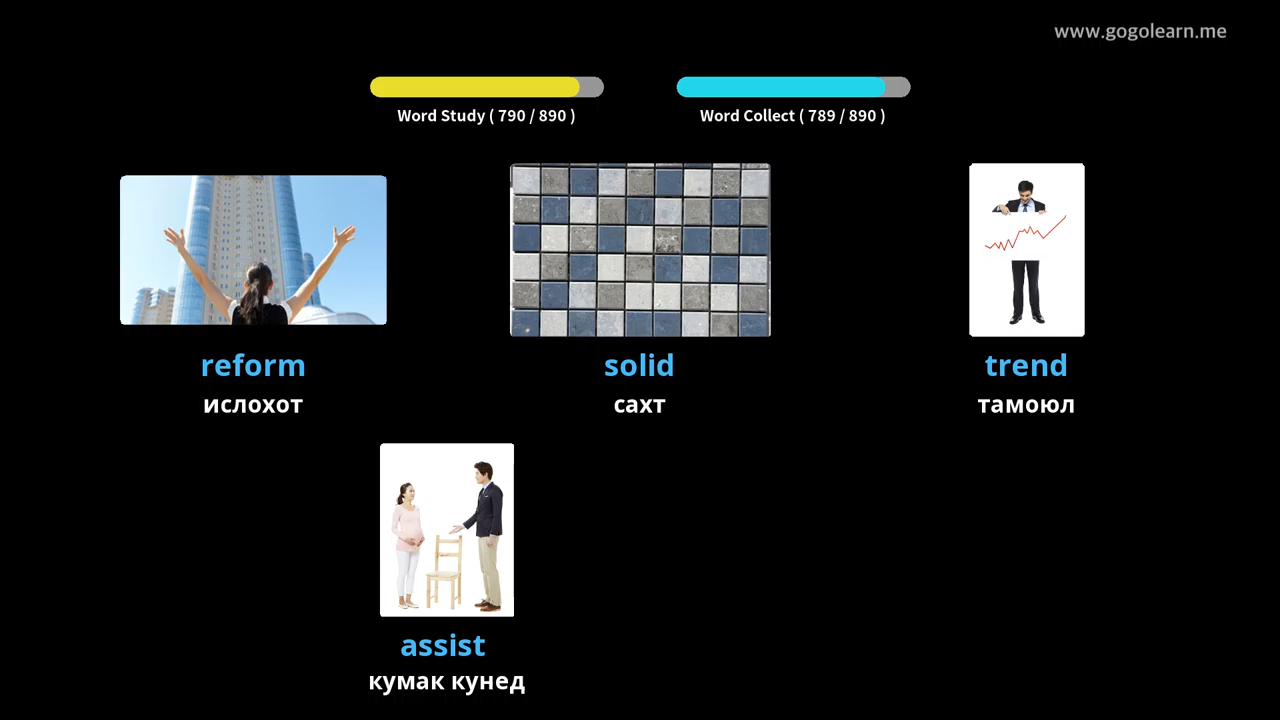 www.gogolearn.me
Word Study ( 790 / 890 )
Word Collect ( 789 / 890 )
reform
ислохот
solid
сахт
trend
тамоюл
assist
кумак кунед